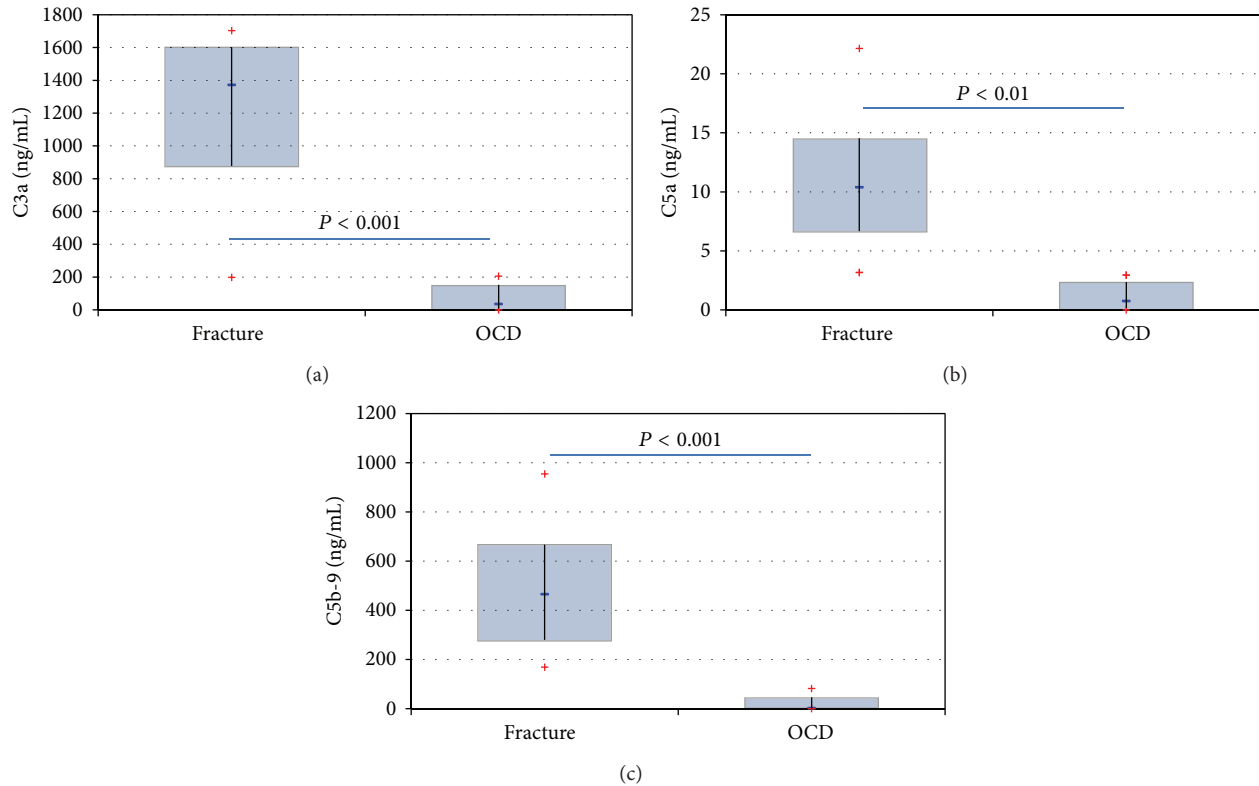 1800
1600
1400
1200
1000
800
600
400
200
0
C3a (ng/mL)
P < 0.001
Fracture OCD
(a)
25
20
15
10
5
0
C5a (ng/mL)
P < 0.01
Fracture OCD
(b)
1200
1000
800
600
400
200
0
C5b-9 (ng/mL)
P < 0.001
Fracture OCD
(c)